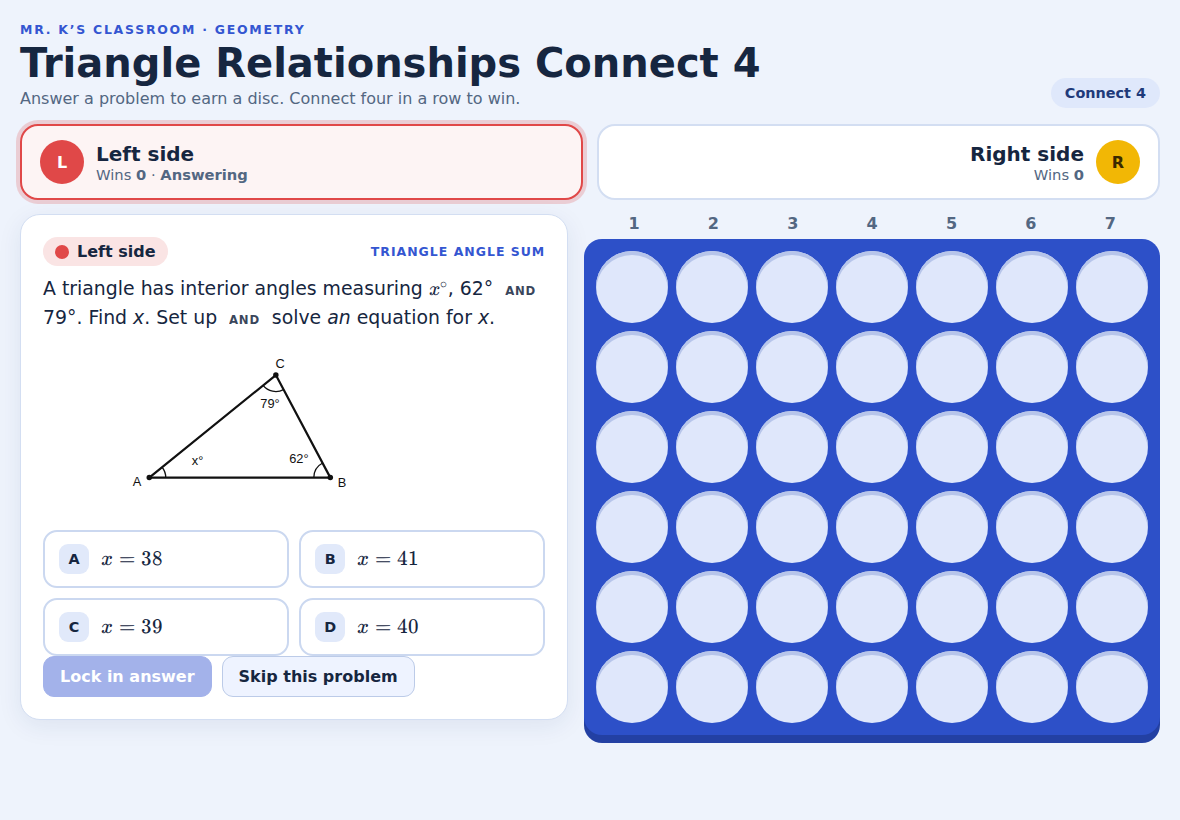 MR. K’S CLASSROOM · GEOMETRY
Triangle Relationships Connect 4
Answer a problem to earn a disc. Connect four in a row to win.
Connect 4
L
Left side
Wins 0 · Answering
Right side
Wins 0
R
Left side
TRIANGLE ANGLE SUM
A triangle has interior angles measuring x°, 62° AND
79°. Find x. Set up AND solve an equation for x.
C
79°
x°
62°
A
B
A x = 38
B x = 41
C x = 39
D x = 40
Lock in answer
Skip this problem
1 2 3 4 5 6 7